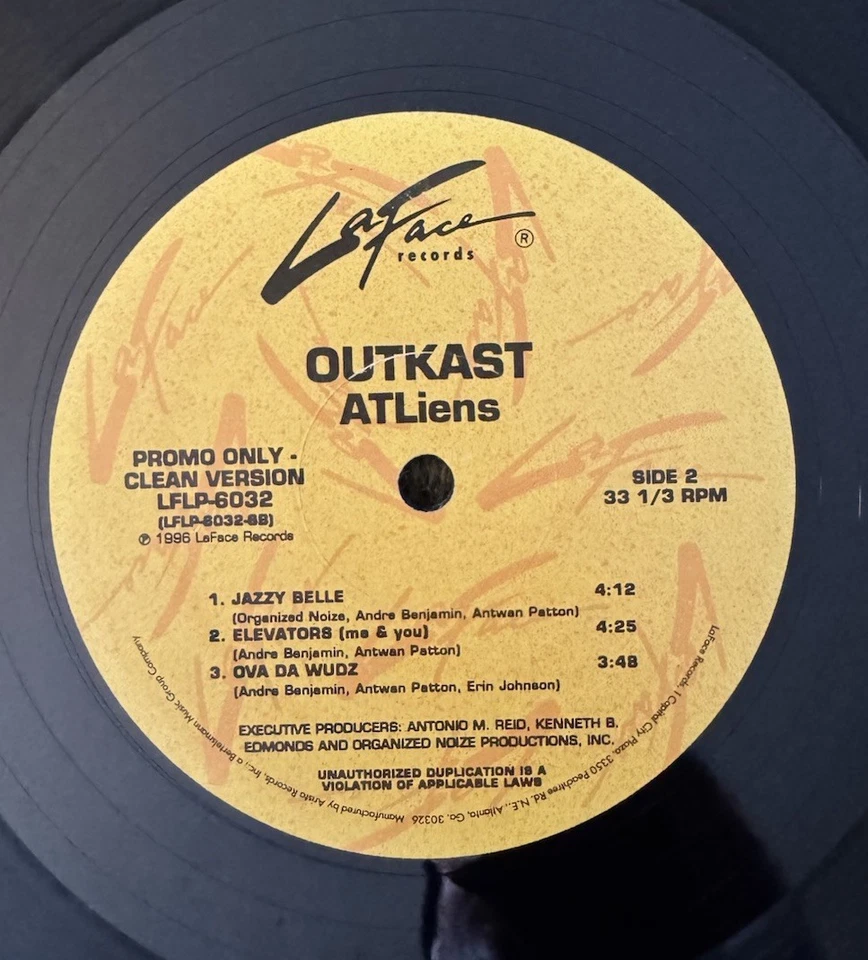 LaFace
records ®
OUTKAST
ATLiens
PROMO ONLY -
CLEAN VERSION
LFLP-6032
(LFLP-6032-SB)
℗ 1996 LaFace Records
SIDE 2
33 1/3 RPM
1. JAZZY BELLE 4:12
(Organized Noize, Andre Benjamin, Antwan Patton)
2. ELEVATORS (me & you) 4:25
(Andre Benjamin, Antwan Patton)
3. OVA DA WUDZ 3:48
(Andre Benjamin, Antwan Patton, Erin Johnson)
EXECUTIVE PRODUCERS: ANTONIO M. REID, KENNETH B.
EDMONDS AND ORGANIZED NOIZE PRODUCTIONS, INC.
UNAUTHORIZED DUPLICATION IS A
VIOLATION OF APPLICABLE LAWS
LaFace Records, 1 Capitol City Plaza, 3350 Peachtree Rd. N.E., Atlanta, Ga. 30326 Manufactured by Arista Records, Inc., a Bertelsmann Music Group Company